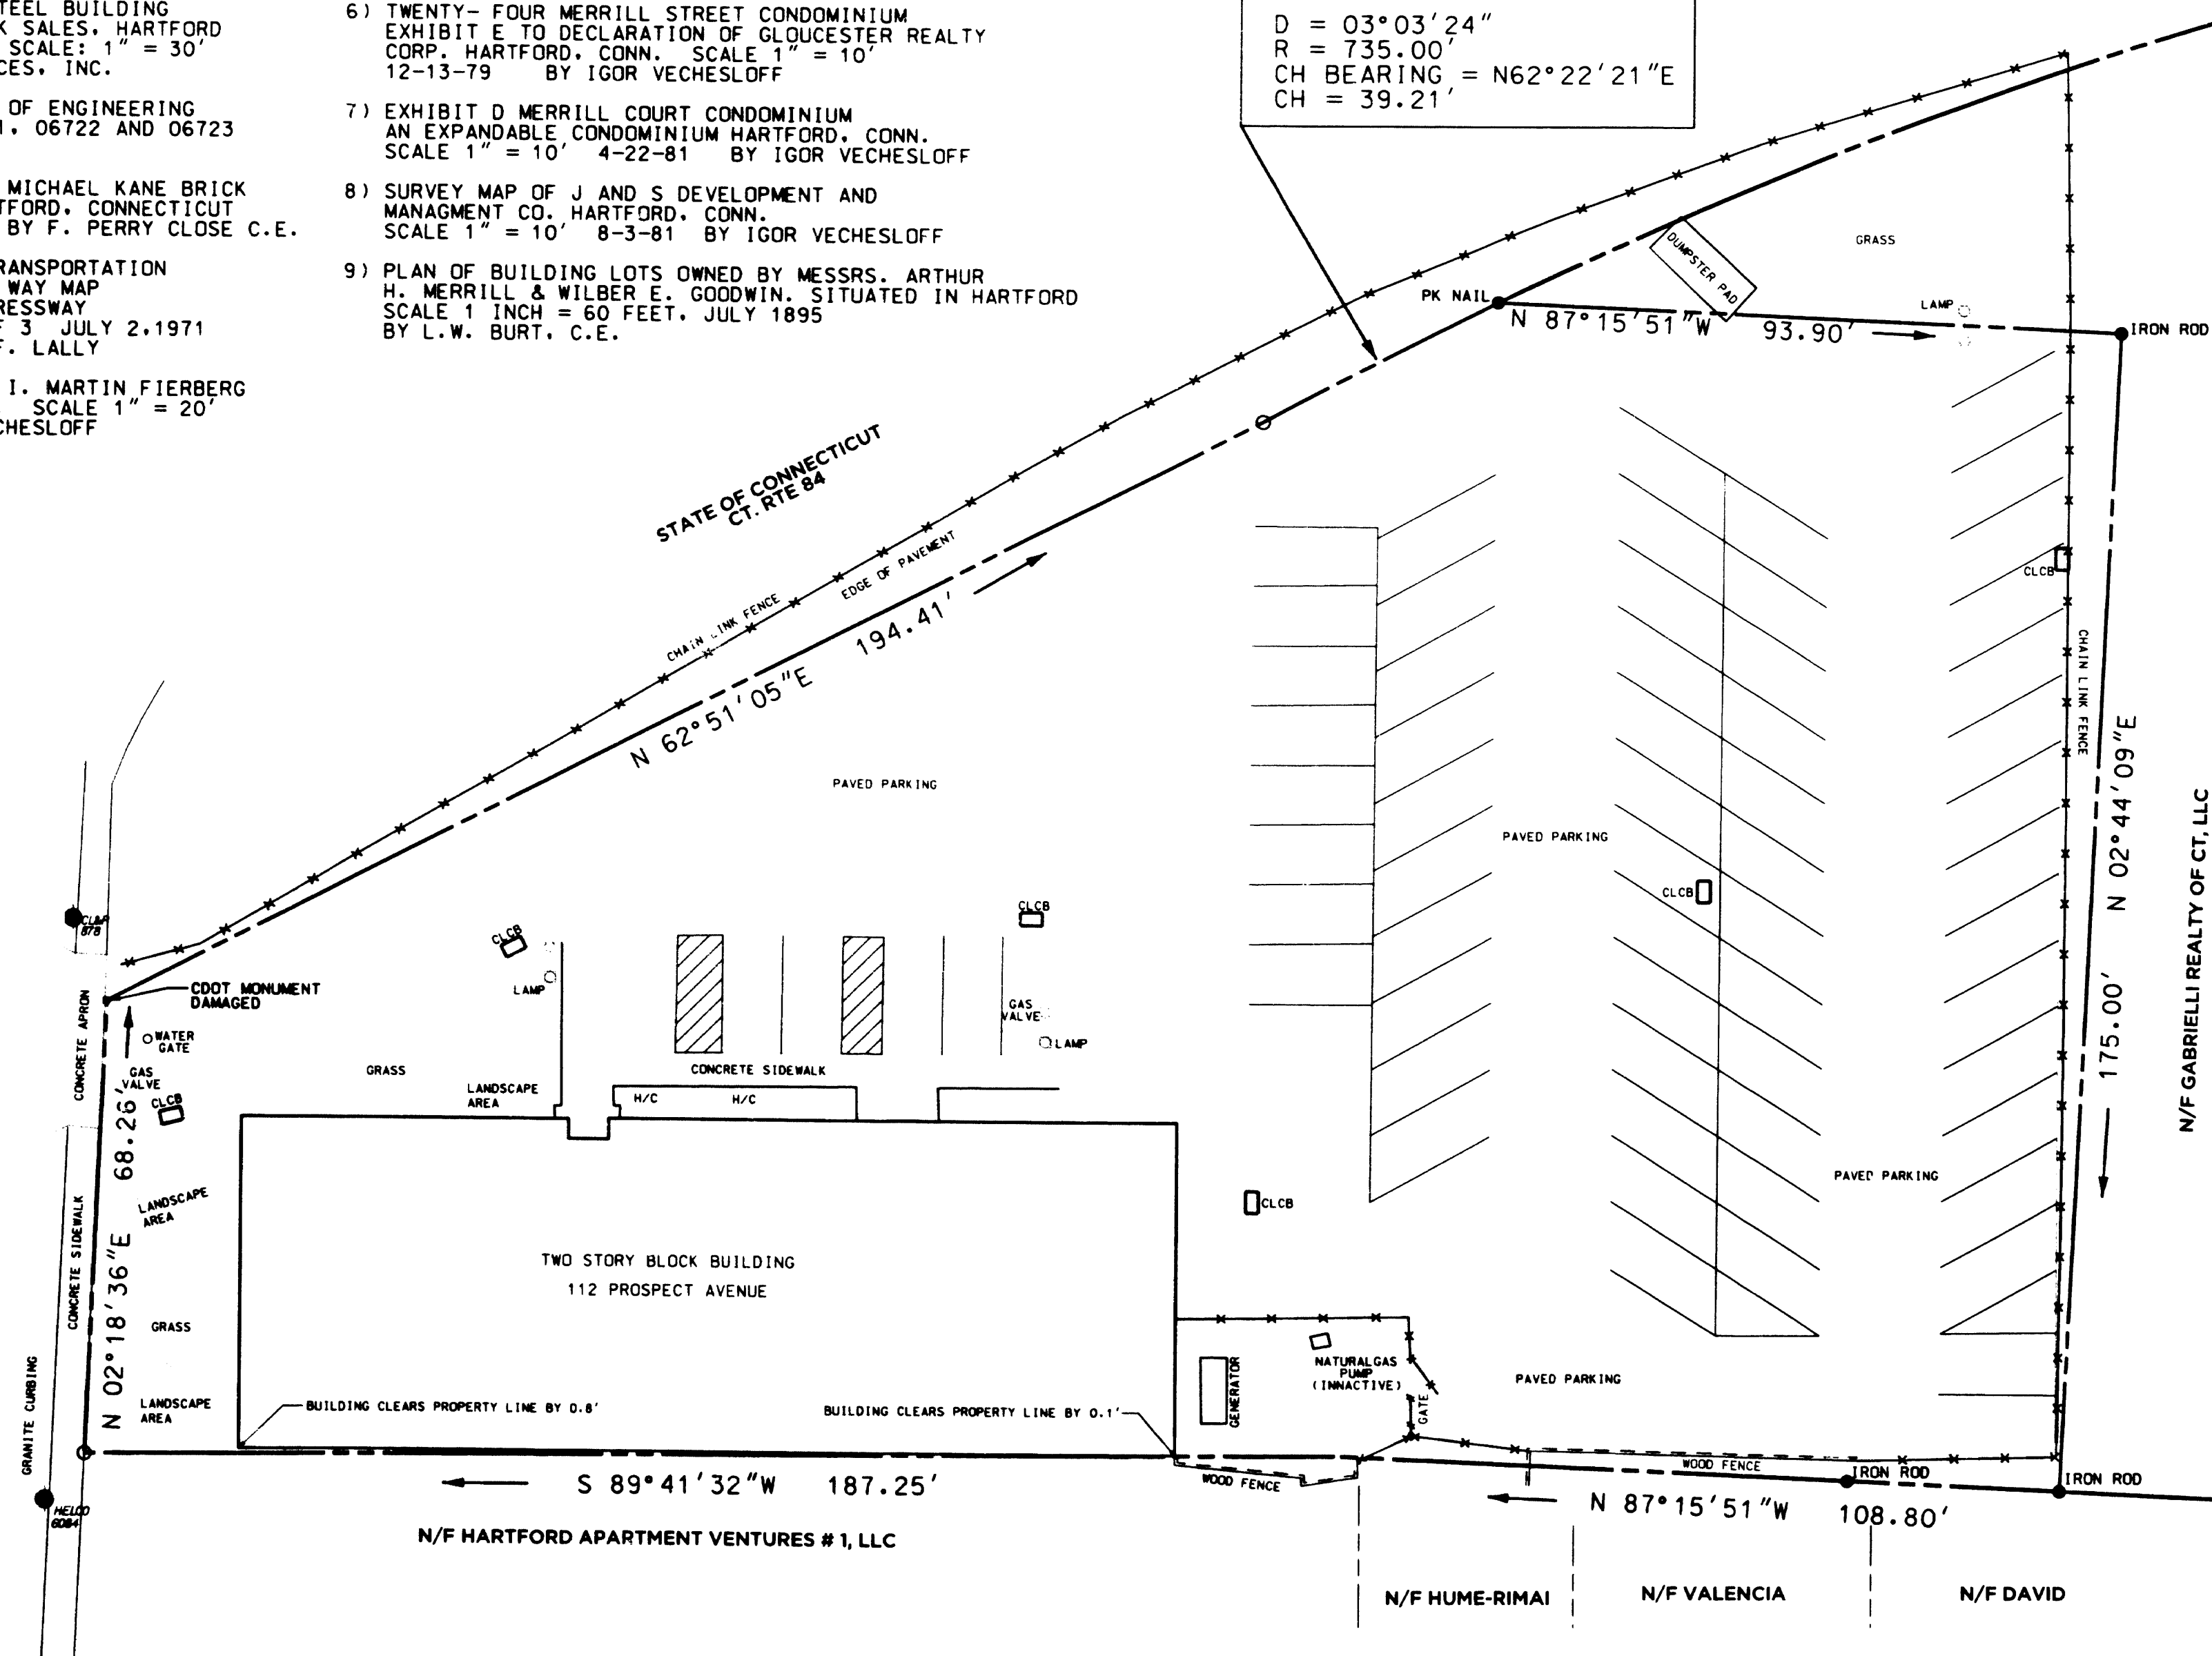 TEEL BUILDING
K SALES, HARTFORD
SCALE: 1" = 30'
CES, INC.
OF ENGINEERING
1, 06722 AND 06723
MICHAEL KANE BRICK
TFORD, CONNECTICUT
BY F. PERRY CLOSE C.E.
RANSPORTATION
WAY MAP
RESSWAY
F 3 JULY 2,1971
F. LALLY
I. MARTIN FIERBERG
SCALE 1" = 20'
CHESLOFF
6) TWENTY- FOUR MERRILL STREET CONDOMINIUM
EXHIBIT E TO DECLARATION OF GLOUCESTER REALTY
CORP. HARTFORD, CONN. SCALE 1" = 10'
12-13-79 BY IGOR VECHESLOFF
7) EXHIBIT D MERRILL COURT CONDOMINIUM
AN EXPANDABLE CONDOMINIUM HARTFORD, CONN.
SCALE 1" = 10' 4-22-81 BY IGOR VECHESLOFF
8) SURVEY MAP OF J AND S DEVELOPMENT AND
MANAGMENT CO. HARTFORD, CONN.
SCALE 1" = 10' 8-3-81 BY IGOR VECHESLOFF
9) PLAN OF BUILDING LOTS OWNED BY MESSRS. ARTHUR
H. MERRILL & WILBER E. GOODWIN. SITUATED IN HARTFORD
SCALE 1 INCH = 60 FEET, JULY 1895
BY L.W. BURT, C.E.
D = 03°03'24"
R = 735.00'
CH BEARING = N62°22'21"E
CH = 39.21'
GRASS
DUMPSTER PAD
PK NAIL
LAMP
N 87°15'51"W 93.90'
IRON ROD
STATE OF CONNECTICUT
CT. RTE 84
EDGE OF PAVEMENT
CHAIN LINK FENCE
194.41'
N 62°51'05"E
CLCB
CHAIN LINK FENCE
N 02°44'09"E
175.00'
N/F GABRIELLI REALTY OF CT, LLC
PAVED PARKING
PAVED PARKING
CLCB
CL&P
878
CLCB
CLCB
CDOT MONUMENT
DAMAGED
LAMP
GAS
VALVE
LAMP
CONCRETE APRON
WATER
GATE
GAS
VALVE
CLCB
GRASS
CONCRETE SIDEWALK
LANDSCAPE
AREA
H/C
H/C
68.26'
N 02°18'36"E
LANDSCAPE
AREA
CONCRETE SIDEWALK
PAVED PARKING
CLCB
TWO STORY BLOCK BUILDING
112 PROSPECT AVENUE
GRASS
GRANITE CURBING
LANDSCAPE
AREA
BUILDING CLEARS PROPERTY LINE BY 0.8'
BUILDING CLEARS PROPERTY LINE BY 0.1'
GENERATOR
NATURAL GAS
PUMP
(INNACTIVE)
GATE
PAVED PARKING
WOOD FENCE
WOOD FENCE
IRON ROD
IRON ROD
HELCO
6084
S 89°41'32"W 187.25'
N 87°15'51"W 108.80'
N/F HARTFORD APARTMENT VENTURES # 1, LLC
N/F HUME-RIMAI
N/F VALENCIA
N/F DAVID